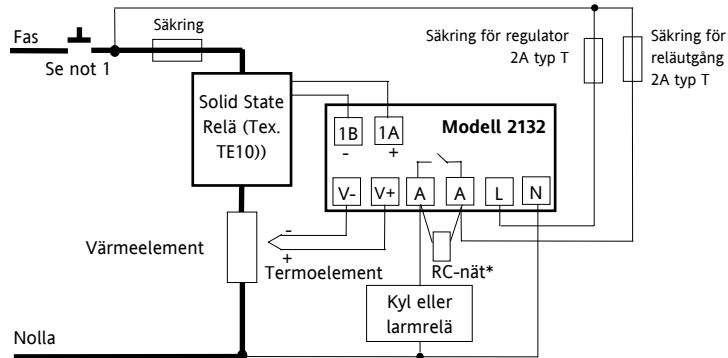 Fas
Säkring
Se not 1
Säkring för regulator
2A typ T
Säkring för
reläutgång
2A typ T
Solid State
Relä (Tex.
TE10))
1B
1A
Modell 2132
-
+
V-
V+
A
A
L
N
-
+
Värmeelement
Termoelement
RC-nät*
Kyl eller
larmrelä
Nolla